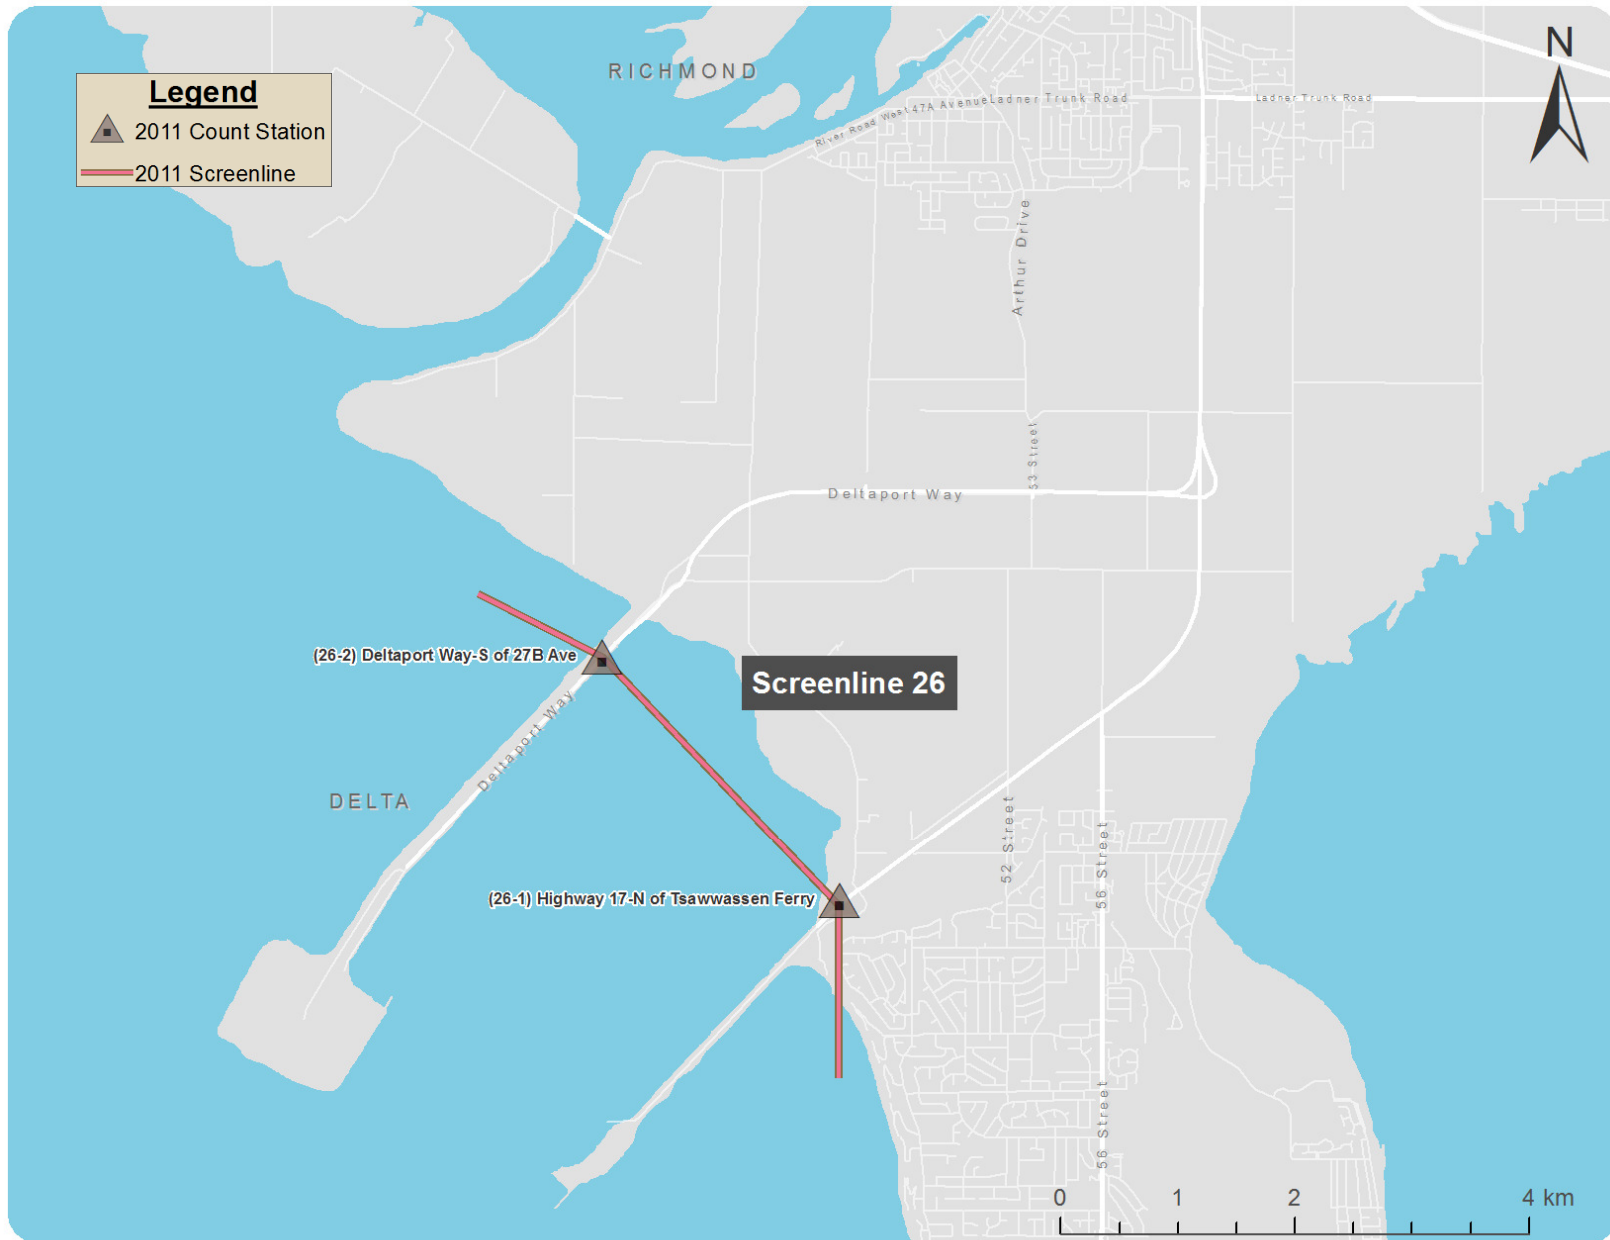 N
RICHMOND
Legend
2011 Count Station
2011 Screenline
River Road West
47A Avenue
Ladner Trunk Road
Ladner Trunk Road
Arthur Drive
53 Street
Deltaport Way
(26-2) Deltaport Way-S of 27B Ave
Screenline 26
Deltaport Way
DELTA
52 Street
56 Street
(26-1) Highway 17-N of Tsawwassen Ferry
56 Street
0 1 2 4 km